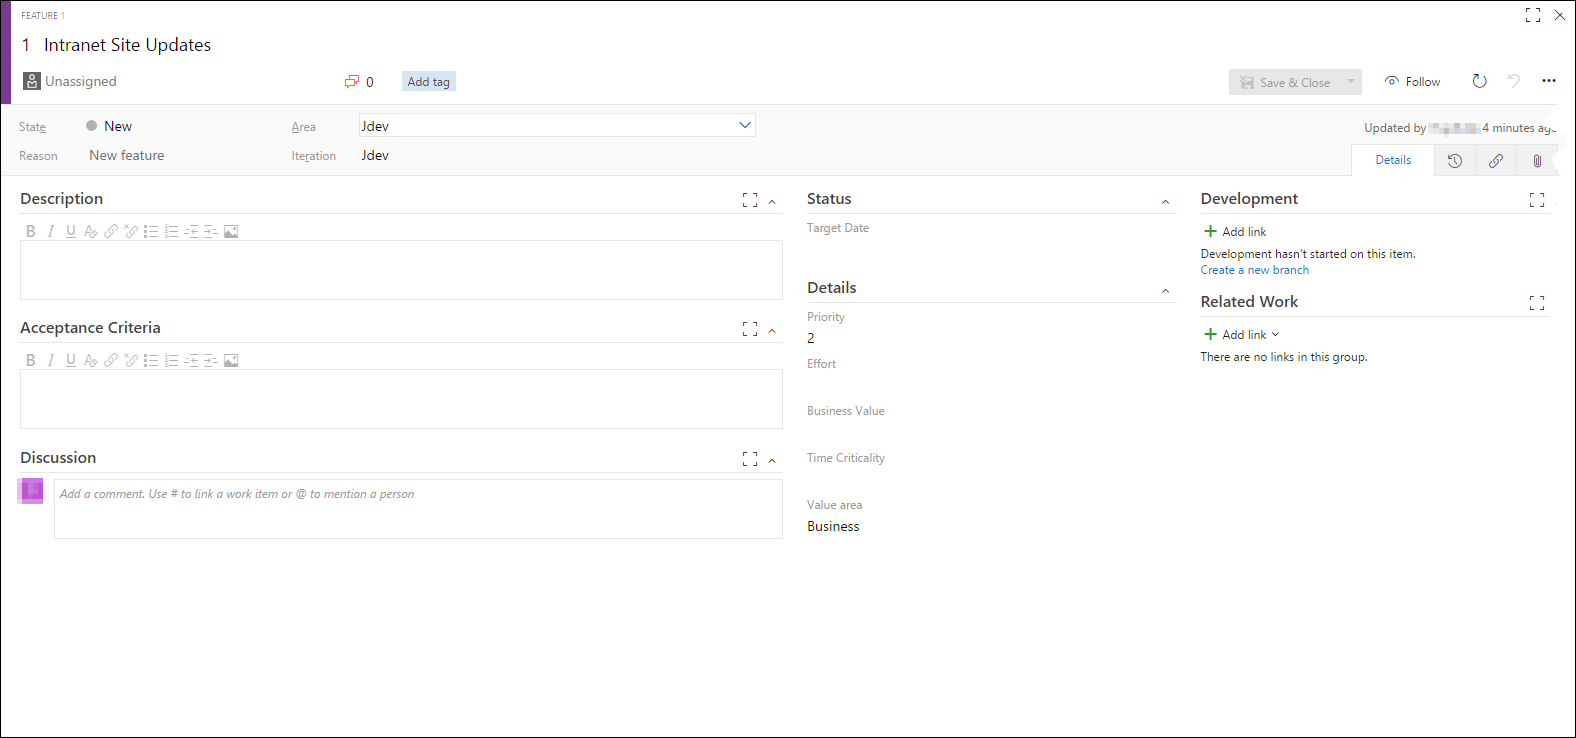 FEATURE 1
1 Intranet Site Updates
Unassigned
0
Add tag
Save & Close
Follow
State
New
Area
Jdev
Updated by 4 minutes ago
Reason
New feature
Iteration
Jdev
Details
Description
B I U
Acceptance Criteria
B I U
Discussion
Add a comment. Use # to link a work item or @ to mention a person
Status
Target Date
Details
Priority
2
Effort
Business Value
Time Criticality
Value area
Business
Development
Add link
Development hasn't started on this item.
Create a new branch
Related Work
Add link
There are no links in this group.